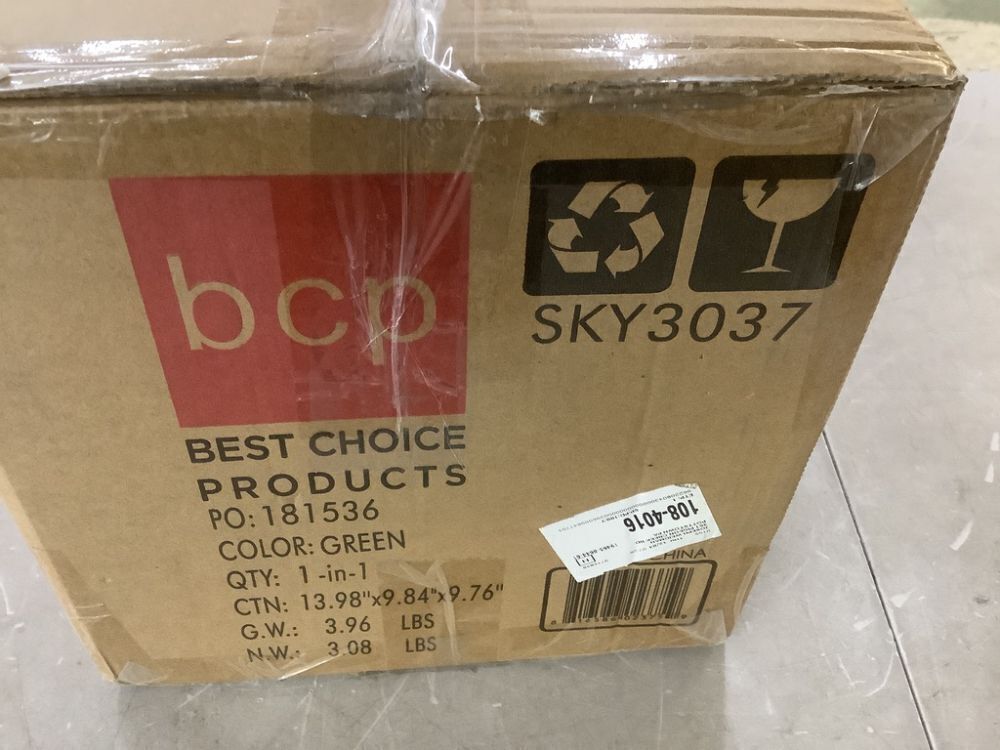 bcp
BEST CHOICE
PRODUCTS
PO: 181536
COLOR: GREEN
QTY: 1 -in-1
CTN: 13.98"x9.84"x9.76"
G.W.: 3.96 LBS
N.W.: 3.08 LBS
SKY3037
108-4016
CHINA